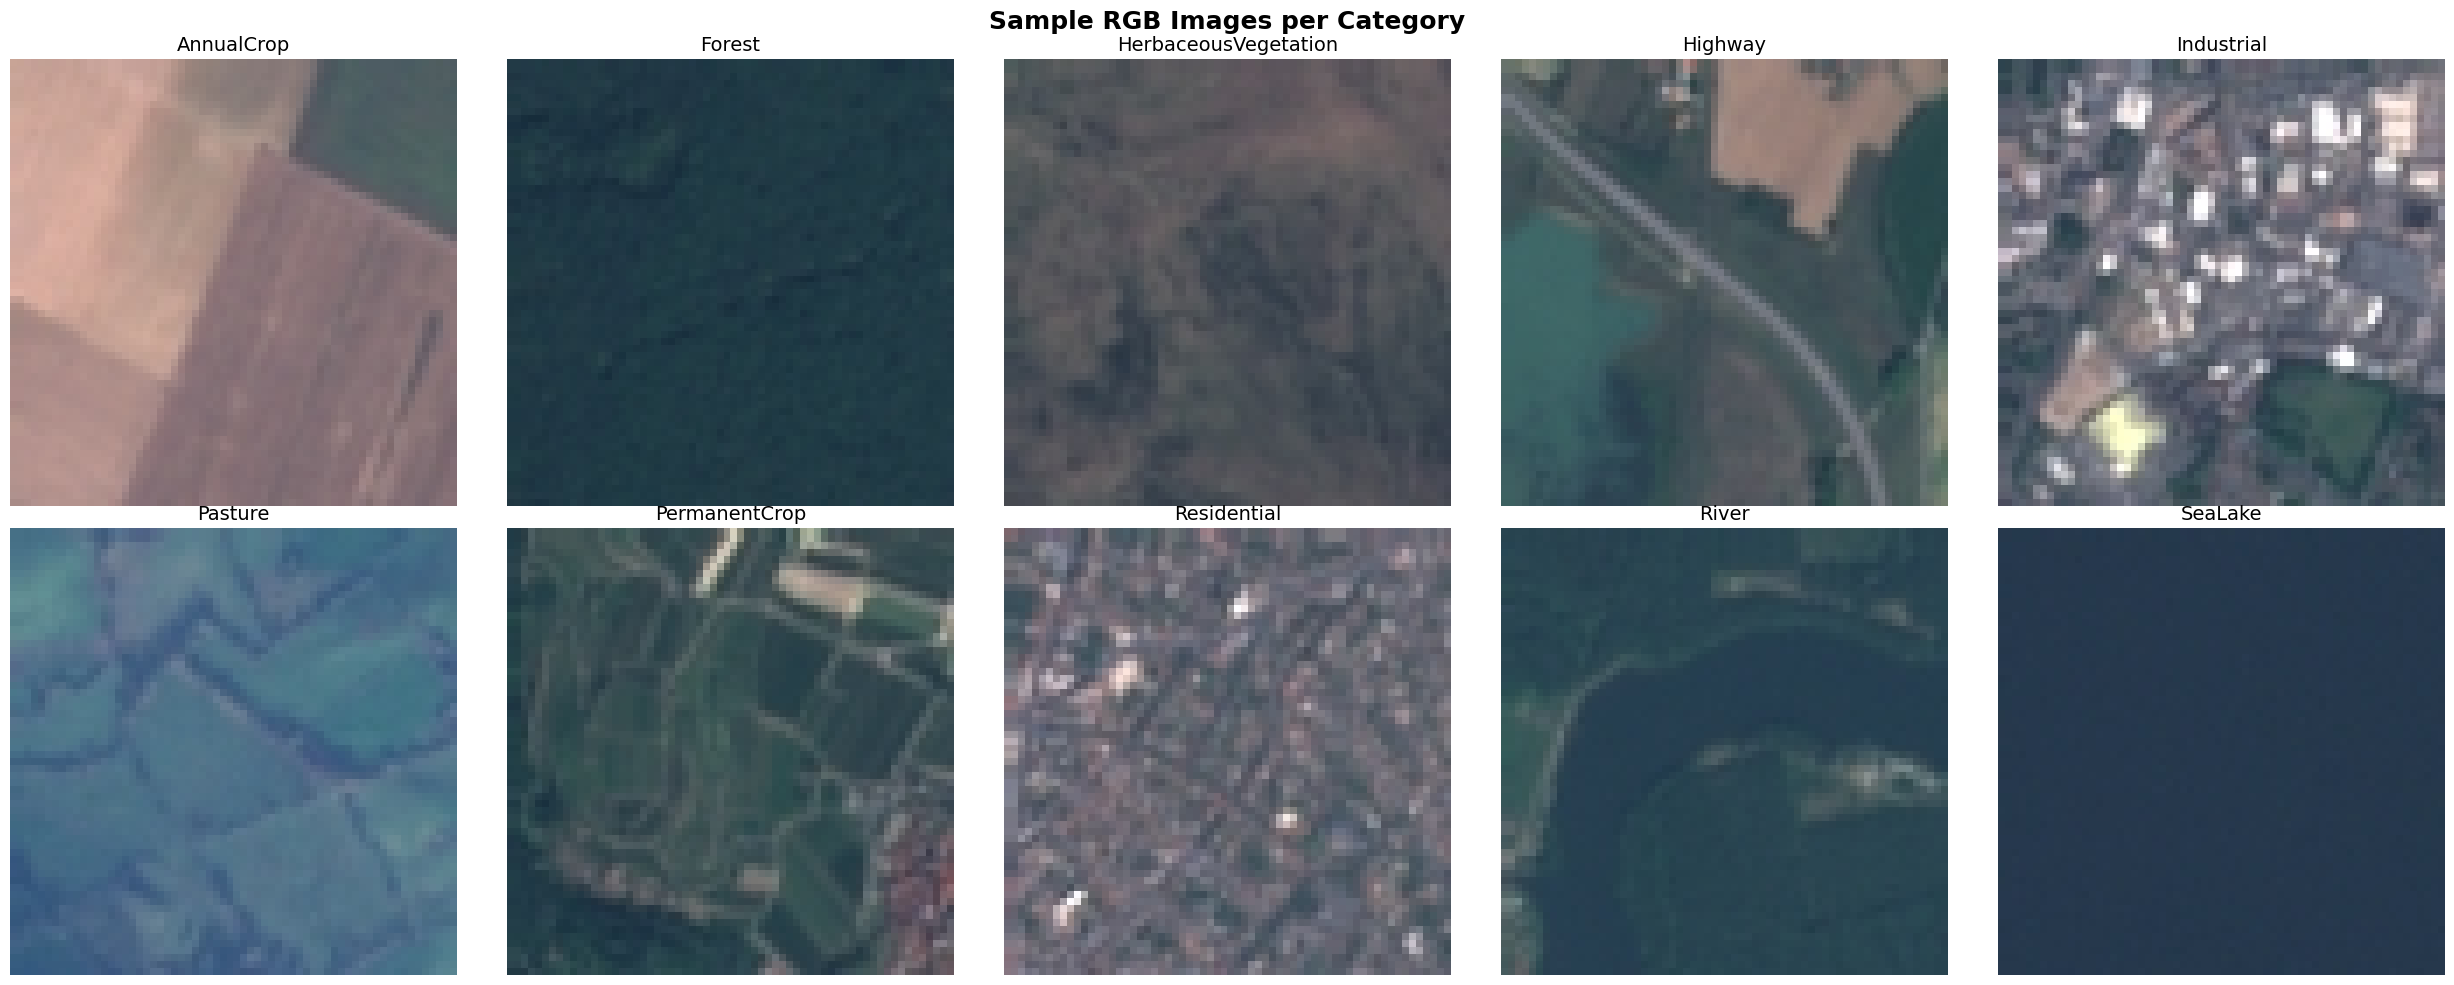 Sample RGB Images per Category
AnnualCrop
Forest
HerbaceousVegetation
Highway
Industrial
Pasture
PermanentCrop
Residential
River
SeaLake